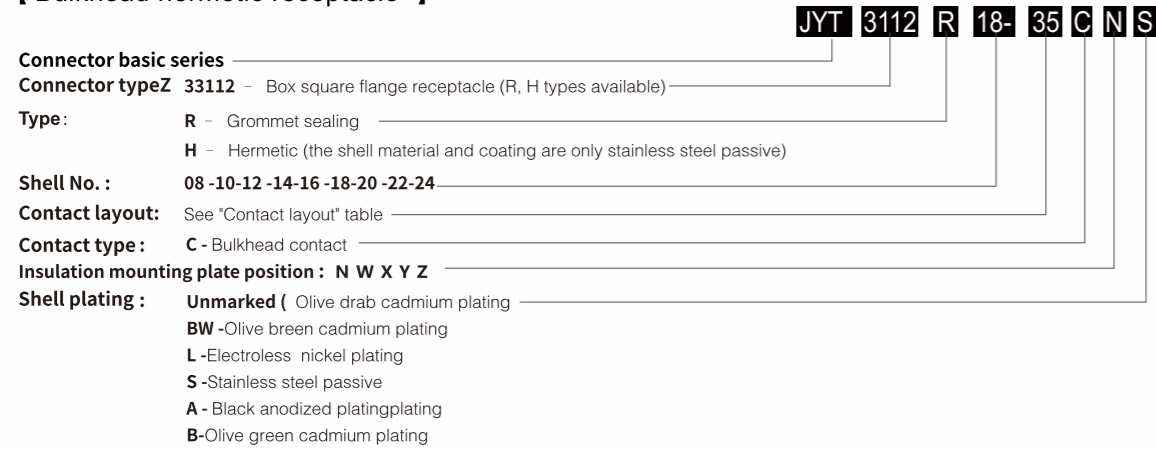 【 Bulkhead hermetic receptacle 】
JYT 3112 R 18- 35 C N S
Connector basic series
Connector typeZ 33112 - Box square flange receptacle (R, H types available)
Type: R - Grommet sealing
H - Hermetic (the shell material and coating are only stainless steel passive)
Shell No. : 08 -10-12 -14-16 -18-20 -22-24
Contact layout: See "Contact layout" table
Contact type : C - Bulkhead contact
Insulation mounting plate position : N W X Y Z
Shell plating : Unmarked ( Olive drab cadmium plating
BW -Olive breen cadmium plating
L -Electroless nickel plating
S -Stainless steel passive
A - Black anodized platingplating
B-Olive green cadmium plating